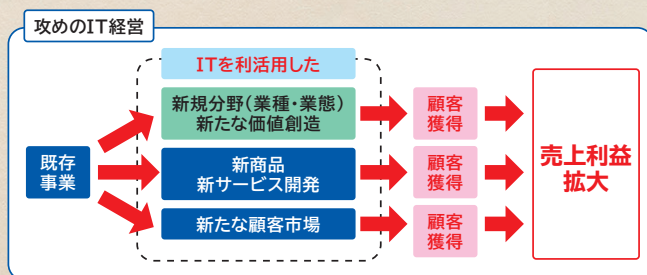 攻めのIT経営
ITを利活用した
新規分野（業種・業態）
新たな価値創造
顧客
獲得
既存
事業
新商品
新サービス開発
顧客
獲得
売上利益
拡大
新たな顧客市場
顧客
獲得